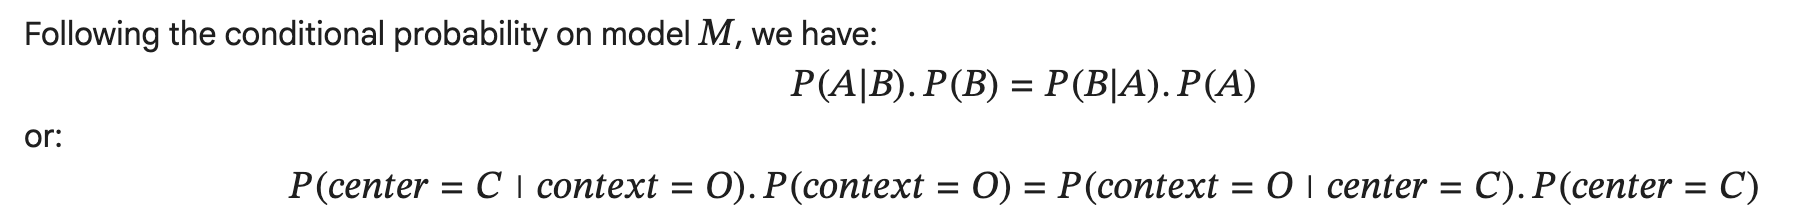 Following the conditional probability on model M, we have:
P(A|B). P(B) = P(B|A). P(A)
or:
P(center = C | context = O). P(context = O) = P(context = O | center = C). P(center = C)